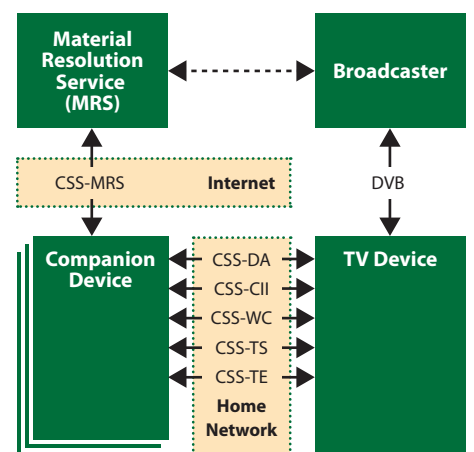 Material
Resolution
Service
(MRS)
Broadcaster
CSS-MRS
Internet
DVB
Companion
Device
TV Device
CSS-DA
CSS-CII
CSS-WC
CSS-TS
CSS-TE
Home
Network